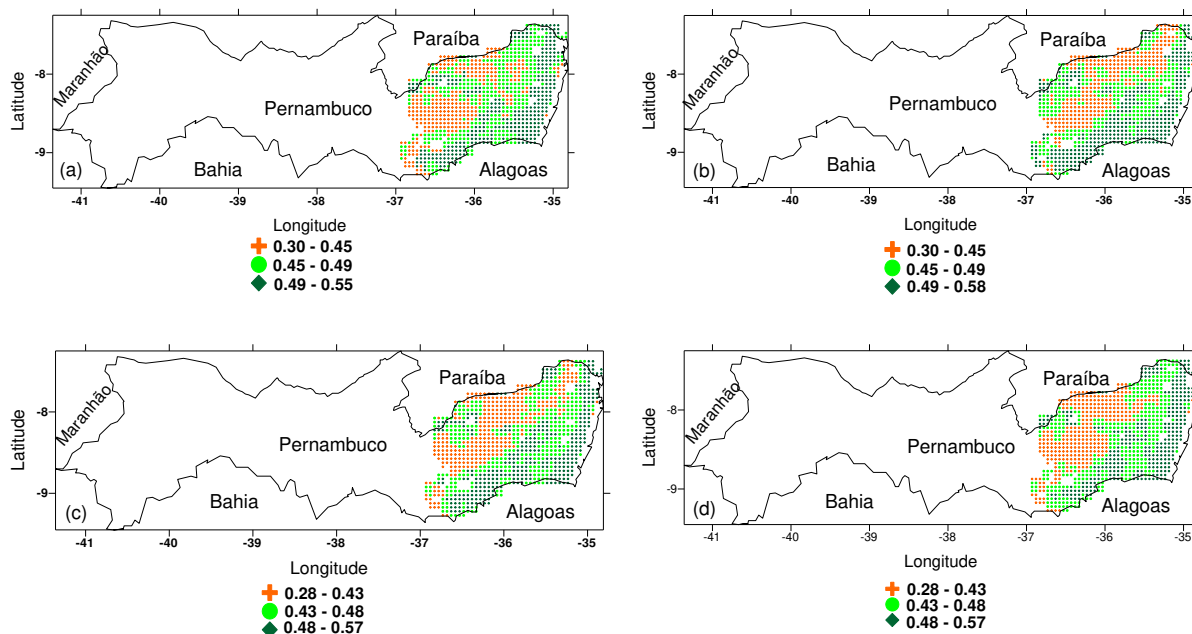 Paraíba
Maranhão
-8
Latitude
Pernambuco
-9
(a)
Bahia
Alagoas
-41 -40 -39 -38 -37 -36 -35
Longitude
0.30 - 0.45
0.45 - 0.49
0.49 - 0.55
Paraíba
Maranhão
-8
Latitude
Pernambuco
-9
(b)
Bahia
Alagoas
-41 -40 -39 -38 -37 -36 -35
Longitude
0.30 - 0.45
0.45 - 0.49
0.49 - 0.58
Paraíba
Maranhão
-8
Latitude
Pernambuco
-9
(c)
Bahia
Alagoas
-41 -40 -39 -38 -37 -36 -35
Longitude
0.28 - 0.43
0.43 - 0.48
0.48 - 0.57
Paraíba
Maranhão
-8
Latitude
Pernambuco
-9
(d)
Bahia
Alagoas
-41 -40 -39 -38 -37 -36 -35
Longitude
0.28 - 0.43
0.43 - 0.48
0.48 - 0.57